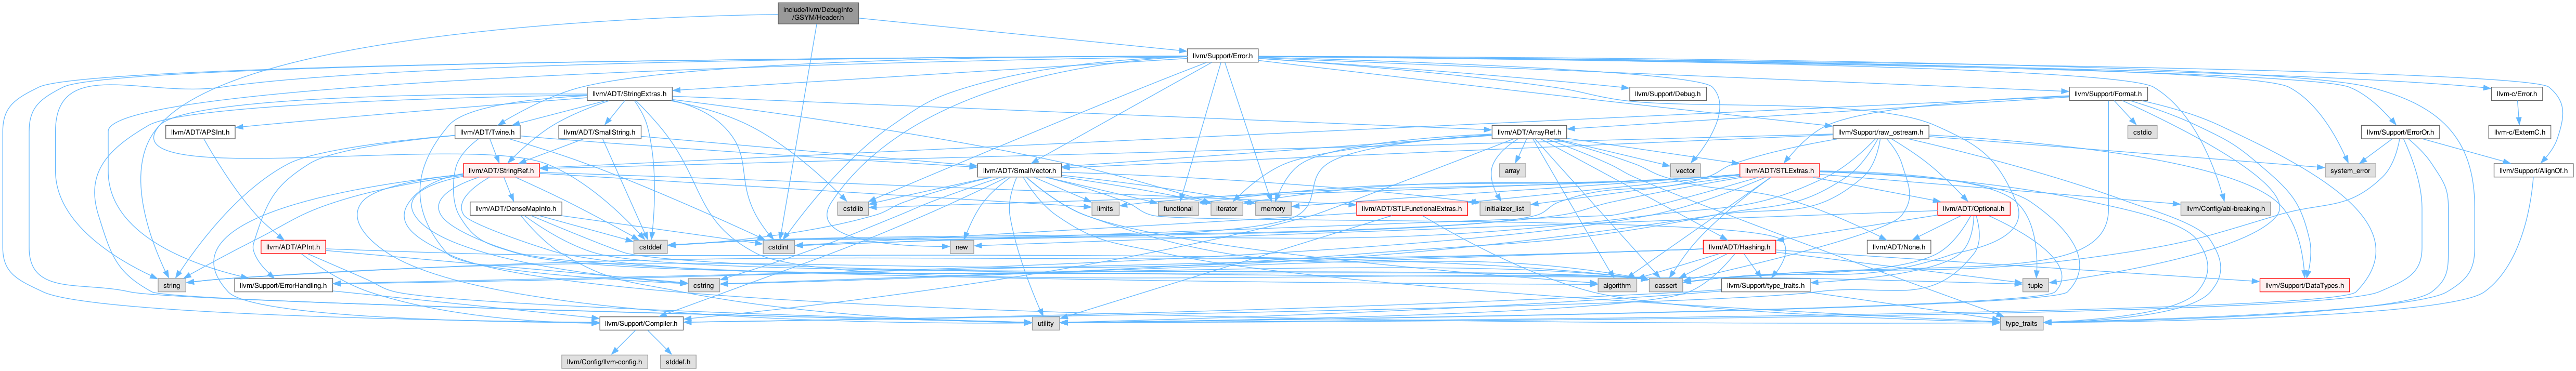 include/llvm/DebugInfo
/GSYM/Header.h
llvm/Support/Error.h
llvm/ADT/StringExtras.h
llvm/Support/Debug.h
llvm/Support/Format.h
llvm-c/Error.h
llvm/ADT/APSInt.h
llvm/ADT/Twine.h
llvm/ADT/SmallString.h
llvm/ADT/ArrayRef.h
llvm/Support/raw_ostream.h
cstdio
llvm/Support/ErrorOr.h
llvm-c/ExternC.h
llvm/ADT/StringRef.h
llvm/ADT/SmallVector.h
array
vector
llvm/ADT/STLExtras.h
system_error
llvm/Support/AlignOf.h
llvm/ADT/DenseMapInfo.h
cstdlib
limits
functional
iterator
memory
llvm/ADT/STLFunctionalExtras.h
initializer_list
llvm/ADT/Optional.h
llvm/Config/abi-breaking.h
llvm/ADT/APInt.h
cstddef
cstdint
new
llvm/ADT/Hashing.h
llvm/ADT/None.h
string
llvm/Support/ErrorHandling.h
cstring
algorithm
cassert
llvm/Support/type_traits.h
tuple
llvm/Support/DataTypes.h
llvm/Support/Compiler.h
utility
type_traits
llvm/Config/llvm-config.h
stddef.h